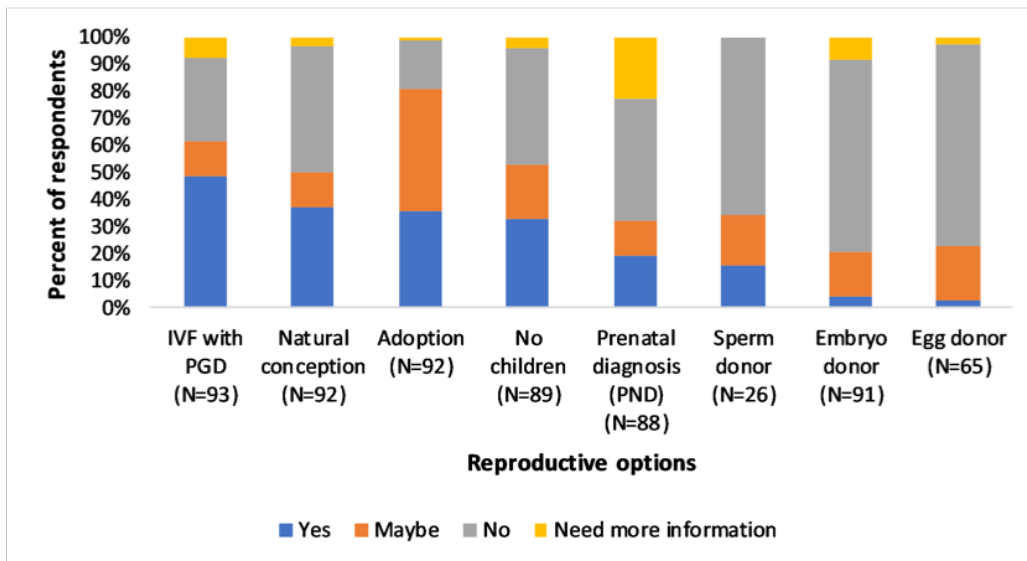 100%
90%
80%
70%
60%
50%
40%
30%
20%
10%
0%
Percent of respondents
IVF with
PGD
(N=93)
Natural
conception
(N=92)
Adoption
(N=92)
No
children
(N=89)
Prenatal
diagnosis
(PND)
(N=88)
Sperm
donor
(N=26)
Embryo
donor
(N=91)
Egg donor
(N=65)
Reproductive options
Yes Maybe No Need more information